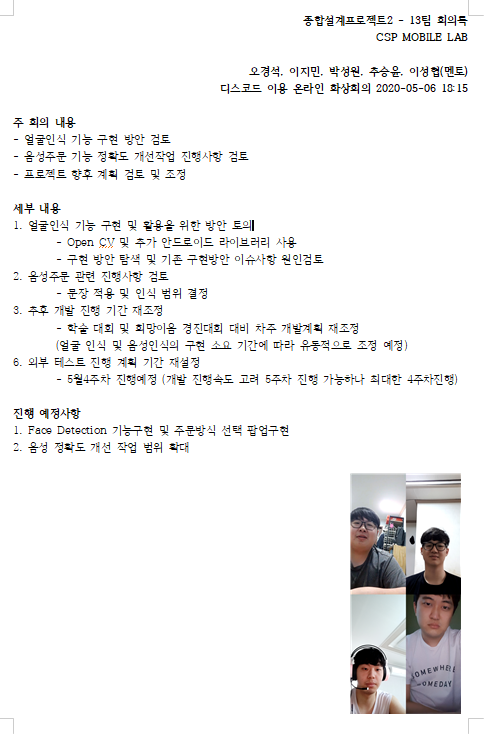 종합설계프로젝트2 - 13팀 회의록
CSP MOBILE LAB
오경석, 이지민, 박성원, 추승윤, 이성협(멘토)
디스코드 이용 온라인 화상회의 2020-05-06 18:15
주 회의 내용
- 얼굴인식 기능 구현 방안 검토
- 음성주문 기능 정확도 개선작업 진행사항 검토
- 프로젝트 향후 계획 검토 및 조정
세부 내용
1. 얼굴인식 기능 구현 및 활용을 위한 방안 토의
- Open CV 및 추가 안드로이드 라이브러리 사용
- 구현 방안 탐색 및 기존 구현방안 이슈사항 원인검토
2. 음성주문 관련 진행사항 검토
- 문장 적용 및 인식 범위 결정
3. 추후 개발 진행 기간 재조정
- 학술 대회 및 희망이음 경진대회 대비 차주 개발계획 재조정
(얼굴 인식 및 음성인식의 구현 소요 기간에 따라 유동적으로 조정 예정)
6. 외부 테스트 진행 계획 기간 재설정
- 5월4주차 진행예정 (개발 진행속도 고려 5주차 진행 가능하나 최대한 4주차진행)
진행 예정사항
1. Face Detection 기능구현 및 주문방식 선택 팝업구현
2. 음성 정확도 개선 작업 범위 확대
SOMEWHERE
SOMEDAY